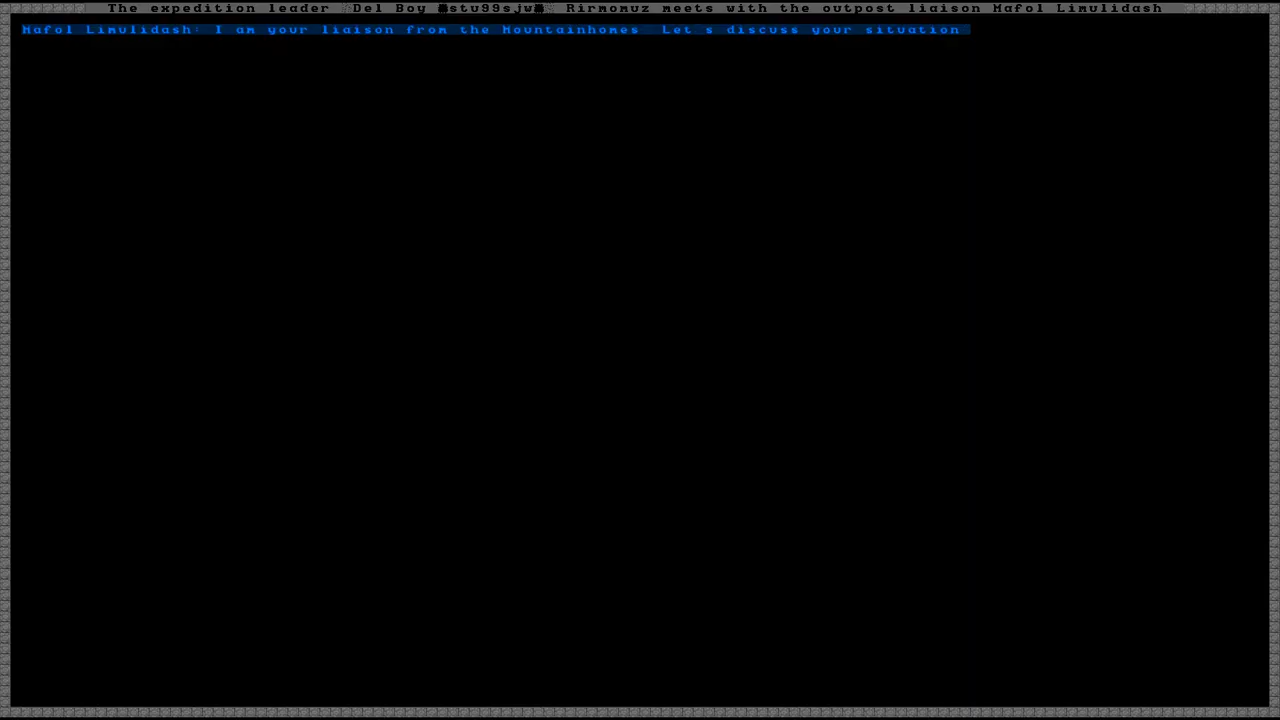 The expedition leader Del Boy stu99sjw Rirmomuz meets with the outpost liaison Mafol Limulidash
Mafol Limulidash: I am your liaison from the Mountainhomes Let s discuss your situation